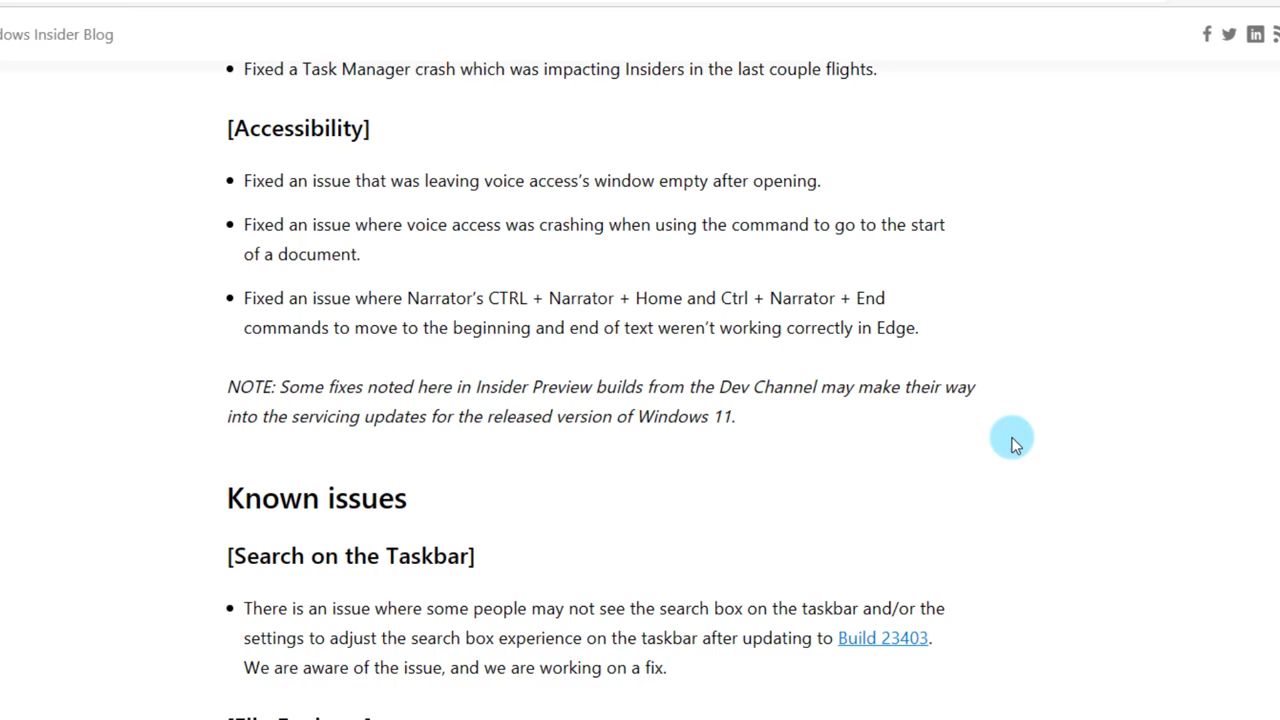 dows Insider Blog
Fixed a Task Manager crash which was impacting Insiders in the last couple flights.
[Accessibility]
Fixed an issue that was leaving voice access’s window empty after opening.
Fixed an issue where voice access was crashing when using the command to go to the start
of a document.
Fixed an issue where Narrator’s CTRL + Narrator + Home and Ctrl + Narrator + End
commands to move to the beginning and end of text weren’t working correctly in Edge.
NOTE: Some fixes noted here in Insider Preview builds from the Dev Channel may make their way
into the servicing updates for the released version of Windows 11.
Known issues
[Search on the Taskbar]
There is an issue where some people may not see the search box on the taskbar and/or the
settings to adjust the search box experience on the taskbar after updating to Build 23403.
We are aware of the issue, and we are working on a fix.